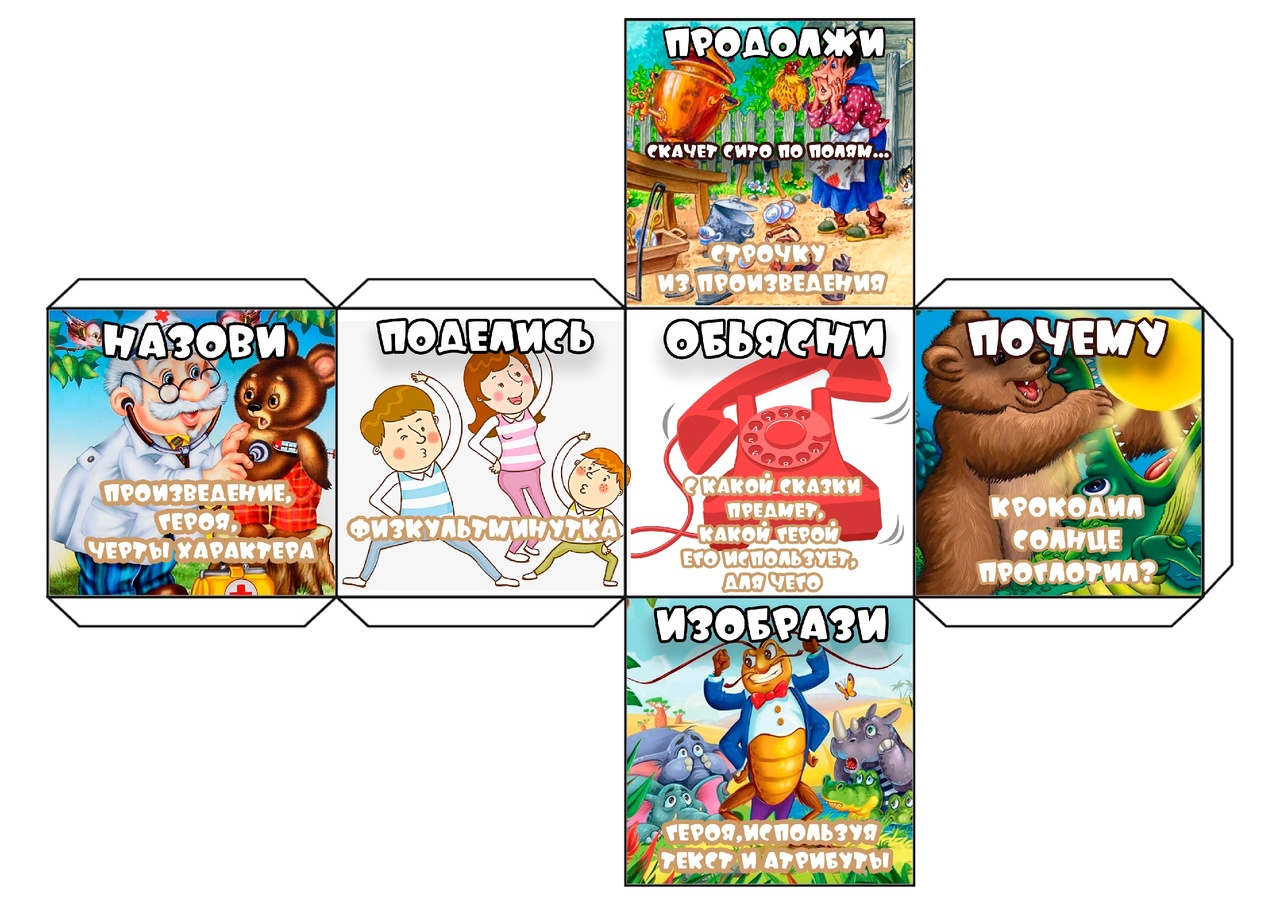 ПРОДОЛЖИ
СКАЧЕТ СИТО ПО ПОЛЯМ...
СТРОЧКУ
ИЗ ПРОИЗВЕДЕНИЯ
НАЗОВИ
ПРОИЗВЕДЕНИЕ,
ГЕРОЯ,
ЧЕРТЫ ХАРАКТЕРА
ПОДЕЛИСЬ
ФИЗКУЛЬТМИНУТКА
ОБЬЯСНИ
С КАКОЙ СКАЗКИ
ПРЕДМЕТ,
КАКОЙ ГЕРОЙ
ЕГО ИСПОЛЬЗУЕТ,
ДЛЯ ЧЕГО
ПОЧЕМУ
КРОКОДИЛ
СОЛНЦЕ
ПРОГЛОТИЛ?
ИЗОБРАЗИ
ГЕРОЯ,ИСПОЛЬЗУЯ
ТЕКСТ И АТРИБУТЫ